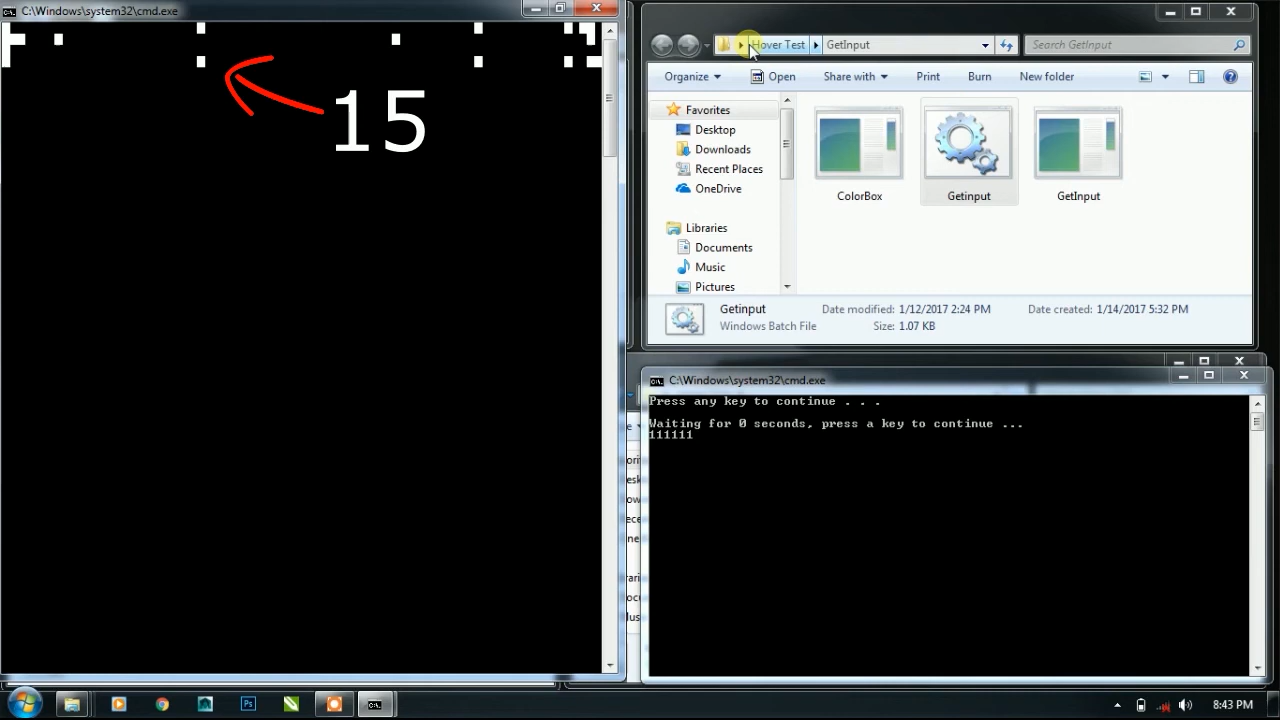 C:\Windows\system32\cmd.exe
15
Hover Test
GetInput
Search GetInput
Organize
Open
Share with
Print
Burn
New folder
Favorites
Desktop
Downloads
Recent Places
OneDrive
Libraries
Documents
Music
Pictures
ColorBox
Getinput
GetInput
Getinput
Date modified: 1/12/2017 2:24 PM
Date created: 1/14/2017 5:32 PM
Windows Batch File
Size: 1.07 KB
C:\Windows\system32\cmd.exe
Press any key to continue . . .
Waiting for 0 seconds, press a key to continue ...
111111
8:43 PM